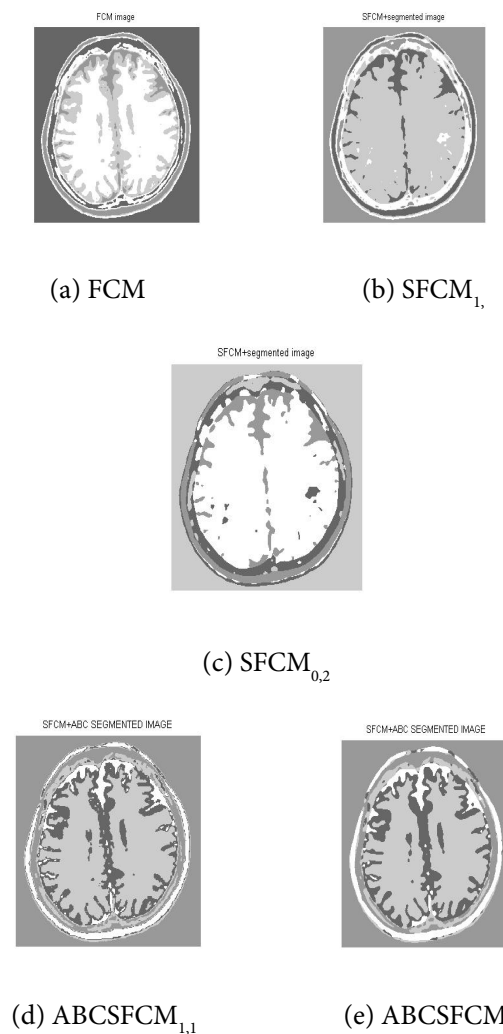 FCM image
SFCM+segmented image
(a) FCM
(b) SFCM1,
SFCM+segmented image
(c) SFCM0,2
SFCM+ABC SEGMENTED IMAGE
SFCM+ABC SEGMENTED IMAGE
(d) ABCSFCM1,1
(e) ABCSFCM